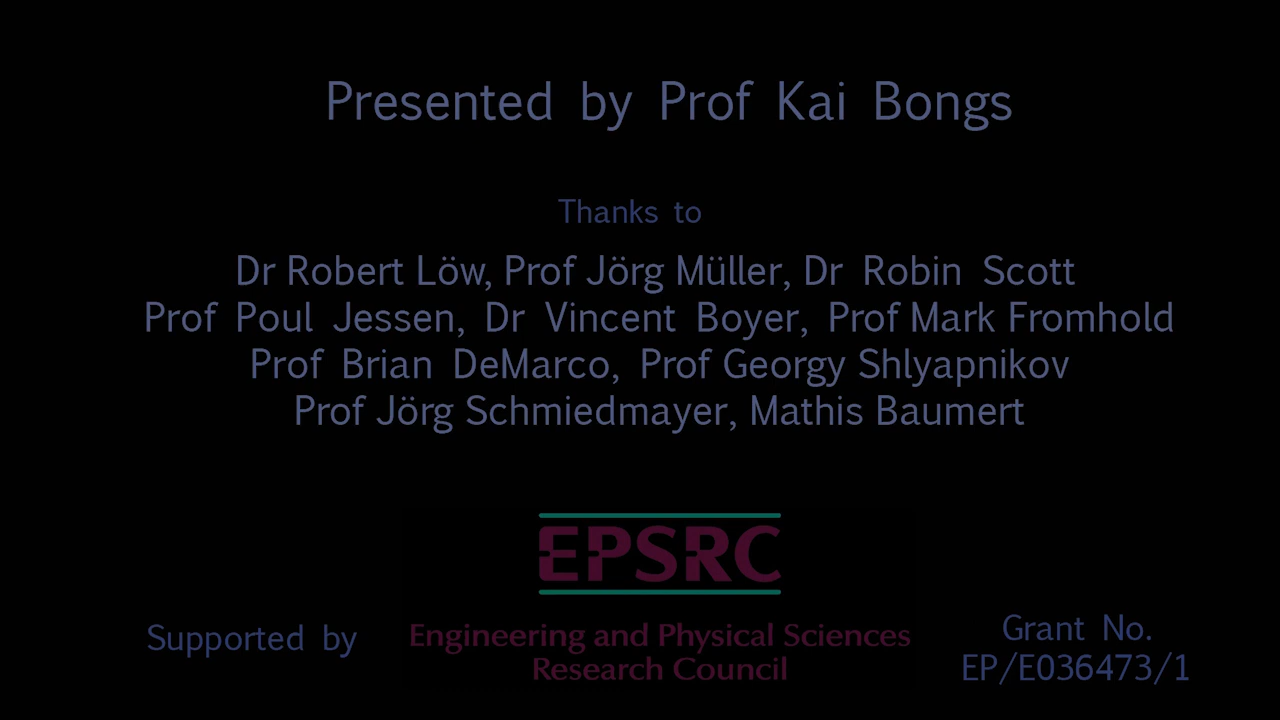 Presented by Prof Kai Bongs
Thanks to
Dr Robert Löw, Prof Jörg Müller, Dr Robin Scott
Prof Poul Jessen, Dr Vincent Boyer, Prof Mark Fromhold
Prof Brian DeMarco, Prof Georgy Shlyapnikov
Prof Jörg Schmiedmayer, Mathis Baumert
EPSRC
Engineering and Physical Sciences
Research Council
Supported by
Grant No.
EP/E036473/1